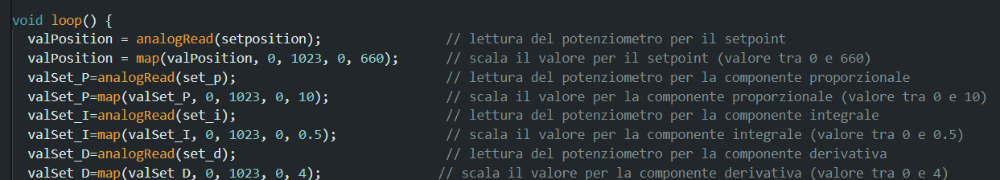 void loop() {
valPosition = analogRead(setposition); // lettura del potenziometro per il setpoint
valPosition = map(valPosition, 0, 1023, 0, 660); // scala il valore per il setpoint (valore tra 0 e 660)
valSet_P=analogRead(set_p); // lettura del potenziometro per la componente proporzionale
valSet_P=map(valSet_P, 0, 1023, 0, 10); // scala il valore per la componente proporzionale (valore tra 0 e 10)
valSet_I=analogRead(set_i); // lettura del potenziometro per la componente integrale
valSet_I=map(valSet_I, 0, 1023, 0, 0.5); // scala il valore per la componente integrale (valore tra 0 e 0.5)
valSet_D=analogRead(set_d); // lettura del potenziometro per la componente derivativa
valSet_D=map(valSet_D, 0, 1023, 0, 4); // scala il valore per la componente derivativa (valore tra 0 e 4)